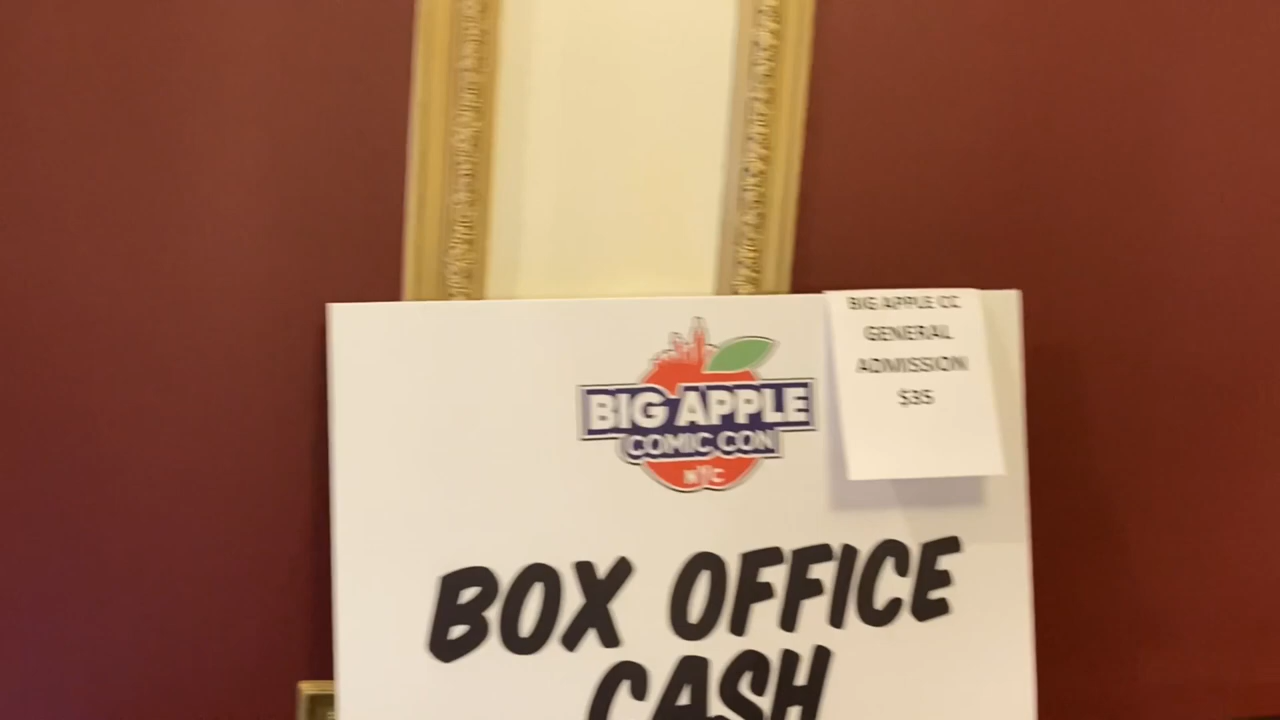 BIG APPLE CC
GENERAL
ADMISSION
$35
BIG APPLE
COMIC CON
NYC
BOX OFFICE
CASH